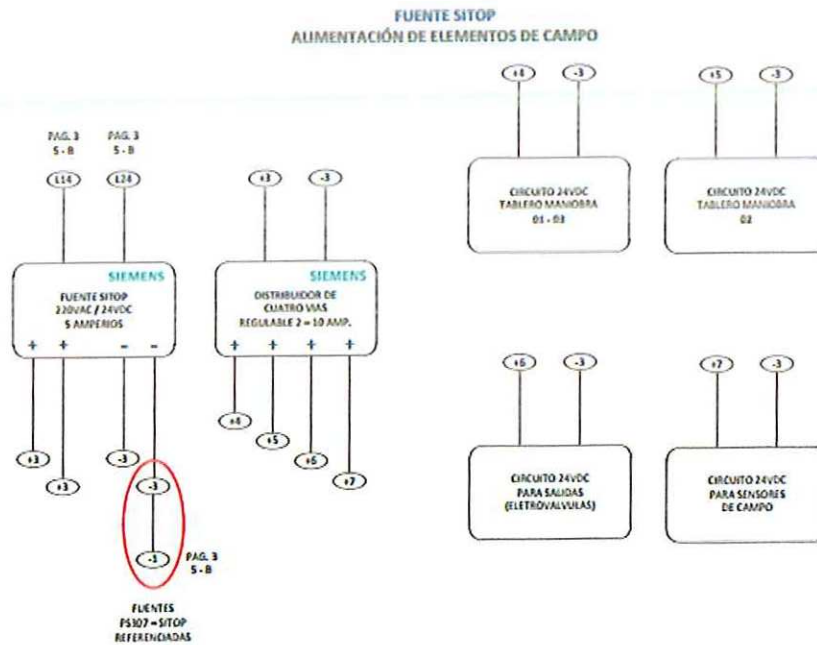 FUENTE SITOP
ALIMENTACIÓN DE ELEMENTOS DE CAMPO
+4
-3
+5
-3
PAG. 3
5 - B
PAG. 3
5 - B
L14
L24
+3
-3
CIRCUITO 24VDC
TABLERO MANIOBRA
01 - 03
CIRCUITO 24VDC
TABLERO MANIOBRA
02
SIEMENS
FUENTE SITOP
220VAC / 24VDC
5 AMPERIOS
+ + - -
SIEMENS
DISTRIBUIDOR DE
CUATRO VIAS
REGULABLE 2 - 10 AMP.
+ + + +
+6
-3
+7
-3
+3
+3
-3
-3
-1
PAG. 3
5 - B
+4
+5
+6
+7
CIRCUITO 24VDC
PARA SALIDAS
(ELETROVALVULAS)
CIRCUITO 24VDC
PARA SENSORES
DE CAMPO
FUENTES
PS307 - SITOP
REFERENCIADAS